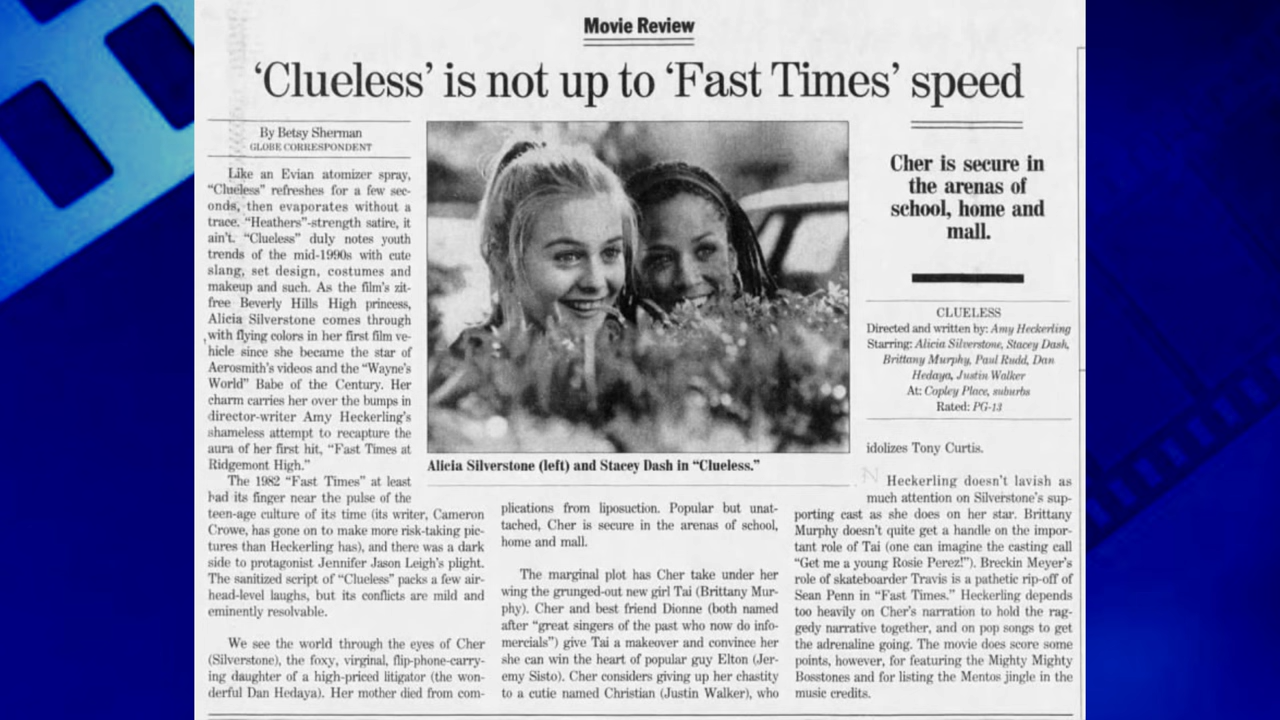 Movie Review
‘Clueless’ is not up to ‘Fast Times’ speed
By Betsy Sherman
GLOBE CORRESPONDENT
Like an Evian atomizer spray,
“Clueless” refreshes for a few sec-
onds, then evaporates without a
trace. “Heathers”-strength satire, it
ain't. “Clueless” duly notes youth
trends of the mid-1990s with cute
slang, set design, costumes and
makeup and such. As the film's zit-
free Beverly Hills High princess,
Alicia Silverstone comes through
with flying colors in her first film ve-
hicle since she became the star of
Aerosmith's videos and the “Wayne's
World” Babe of the Century. Her
charm carries her over the bumps in
director-writer Amy Heckerling's
shameless attempt to recapture the
aura of her first hit, “Fast Times at
Ridgemont High.”
The 1982 “Fast Times” at least
had its finger near the pulse of the
teen-age culture of its time (its writer, Cameron
Crowe, has gone on to make more risk-taking pic-
tures than Heckerling has), and there was a dark
side to protagonist Jennifer Jason Leigh's plight.
The sanitized script of “Clueless” packs a few air-
head-level laughs, but its conflicts are mild and
eminently resolvable.
We see the world through the eyes of Cher
(Silverstone), the foxy, virginal, flip-phone-carry-
ing daughter of a high-priced litigator (the won-
derful Dan Hedaya). Her mother died from com-
Alicia Silverstone (left) and Stacey Dash in “Clueless.”
plications from liposuction. Popular but unat-
tached, Cher is secure in the arenas of school,
home and mall.
The marginal plot has Cher take under her
wing the grunged-out new girl Tai (Brittany Mur-
phy). Cher and best friend Dionne (both named
after “great singers of the past who now do info-
mercials”) give Tai a makeover and convince her
she can win the heart of popular guy Elton (Jer-
emy Sisto). Cher considers giving up her chastity
to a cutie named Christian (Justin Walker), who
Cher is secure in
the arenas of
school, home and
mall.
CLUELESS
Directed and written by: Amy Heckerling
Starring: Alicia Silverstone, Stacey Dash,
Brittany Murphy, Paul Rudd, Dan
Hedaya, Justin Walker
At: Copley Place, suburbs
Rated: PG-13
idolizes Tony Curtis.
Heckerling doesn't lavish as
much attention on Silverstone's sup-
porting cast as she does on her star. Brittany
Murphy doesn't quite get a handle on the impor-
tant role of Tai (one can imagine the casting call
“Get me a young Rosie Perez!”). Breckin Meyer's
role of skateboarder Travis is a pathetic rip-off of
Sean Penn in “Fast Times.” Heckerling depends
too heavily on Cher's narration to hold the rag-
gedy narrative together, and on pop songs to get
the adrenaline going. The movie does score some
points, however, for featuring the Mighty Mighty
Bosstones and for listing the Mentos jingle in the
music credits.